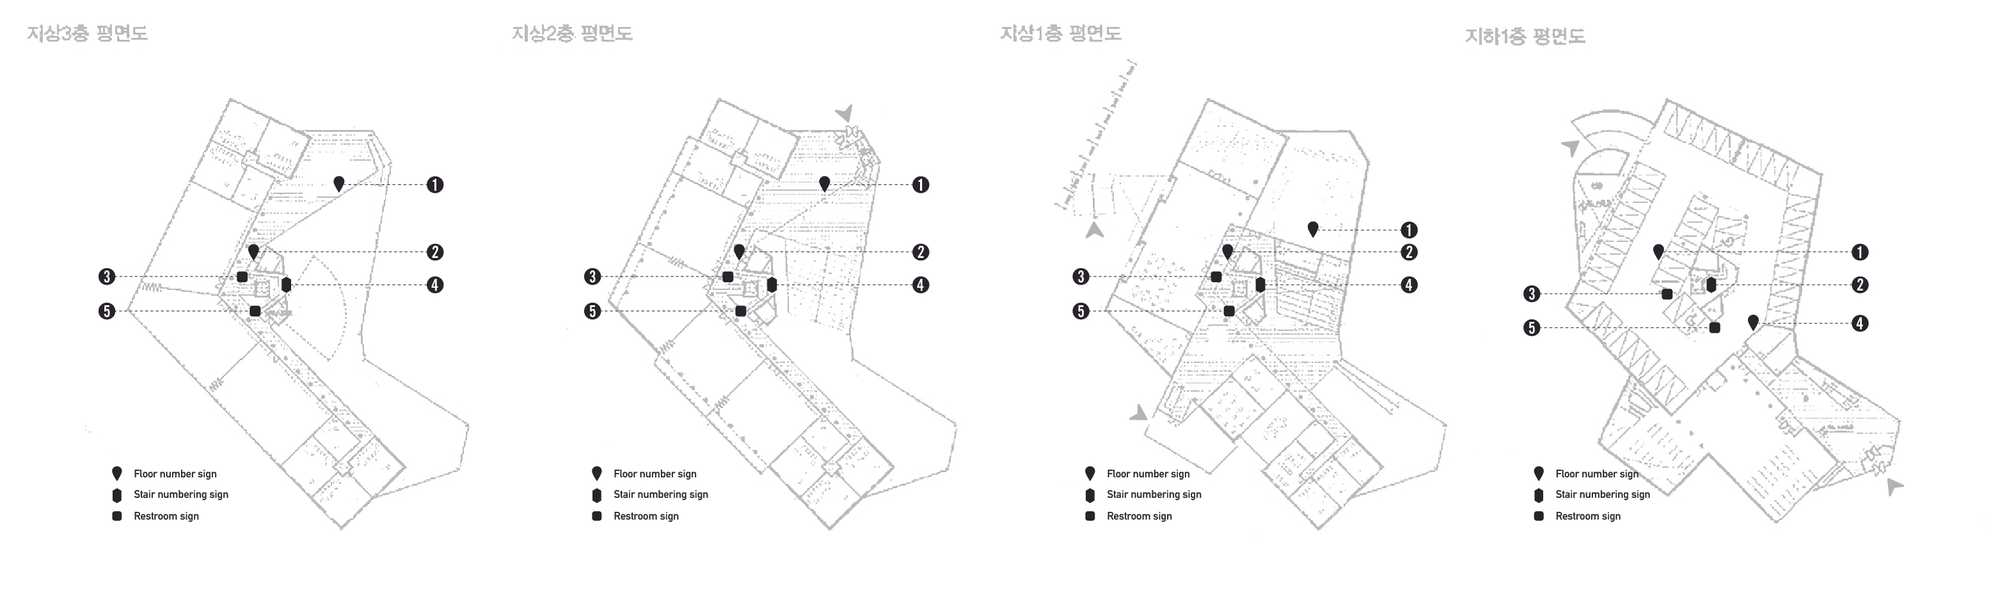 지상3층 평면도
1
2
3
4
5
Floor number sign
Stair numbering sign
Restroom sign
지상2층 평면도
1
2
3
4
5
Floor number sign
Stair numbering sign
Restroom sign
지상1층 평면도
1
2
3
4
5
Floor number sign
Stair numbering sign
Restroom sign
지하1층 평면도
1
2
3
4
5
Floor number sign
Stair numbering sign
Restroom sign